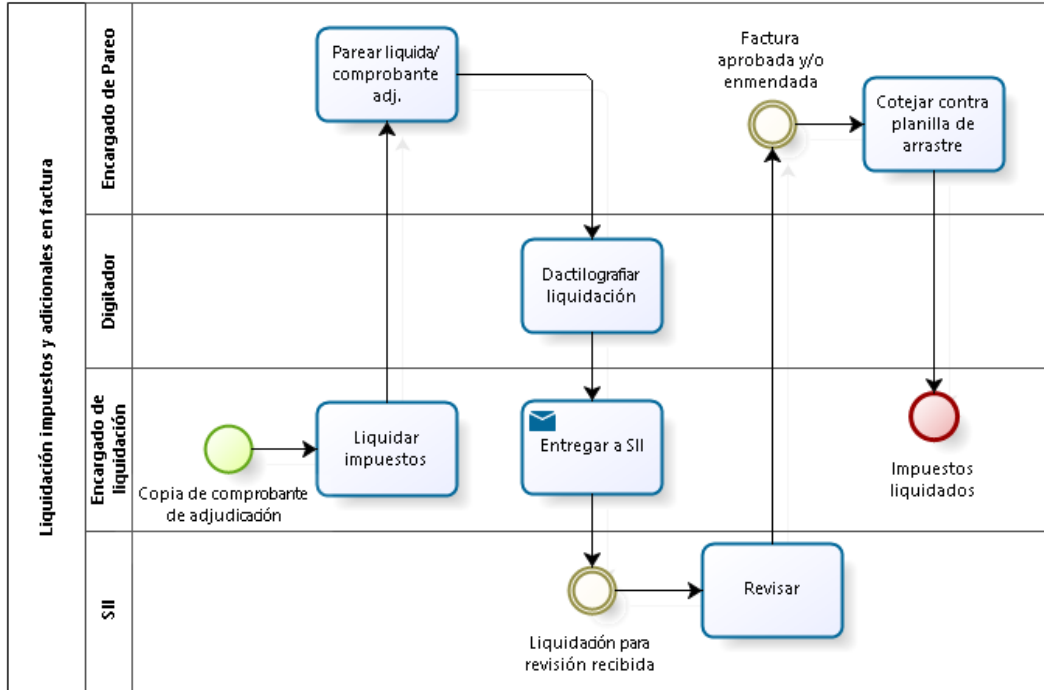 Liquidación impuestos y adicionales en factura
Encargado de Pareo
Parear liquida/
comprobante
adj.
Factura
aprobada y/o
enmendada
Cotejar contra
planilla de
arrastre
Digitador
Dactilografiar
liquidación
Encargado de
liquidación
Copia de comprobante
de adjudicación
Liquidar
impuestos
Entregar a SII
Impuestos
liquidados
SII
Liquidación para
revisión recibida
Revisar